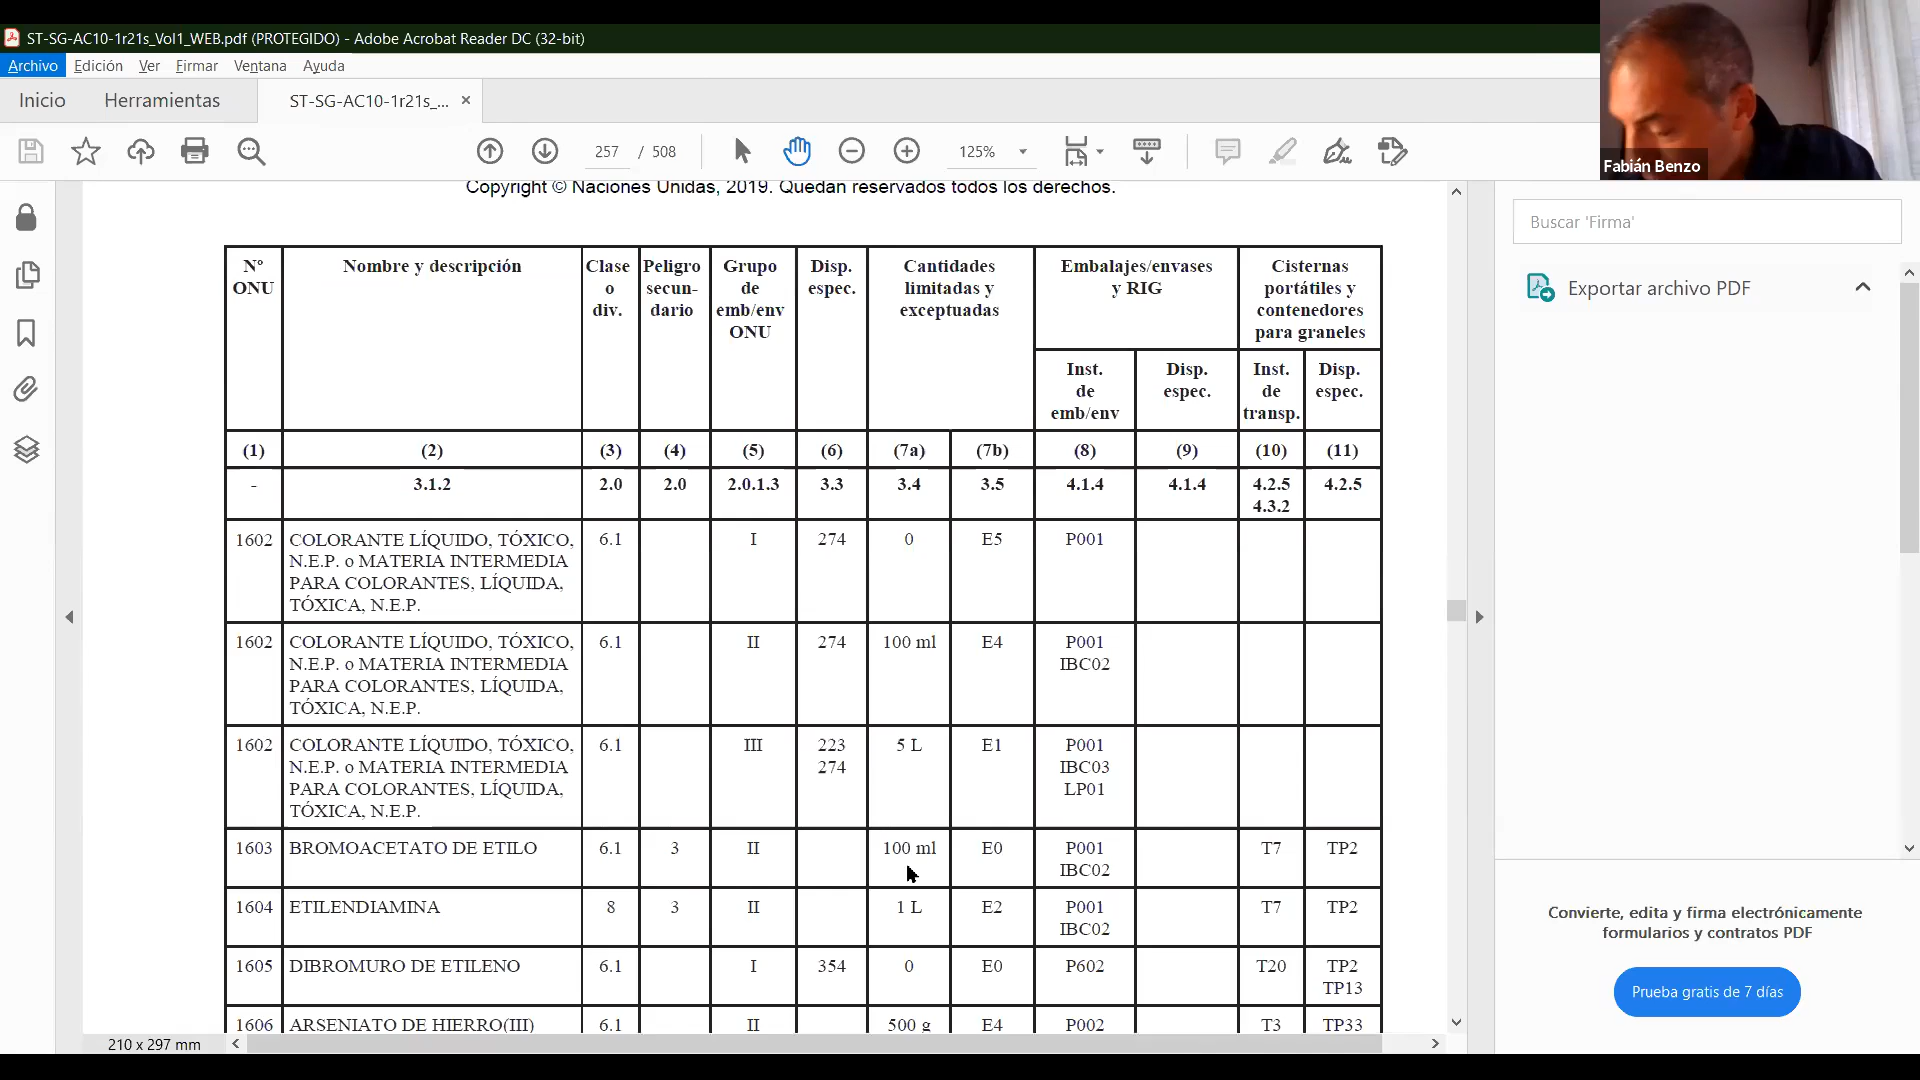 ST-SG-AC10-1r21s_Vol1_WEB.pdf (PROTEGIDO) - Adobe Acrobat Reader DC (32-bit)
Archivo Edición Ver Firmar Ventana Ayuda
Inicio Herramientas ST-SG-AC10-1r21s_... ×
257 / 508 125%
Fabián Benzo
Copyright © Naciones Unidas, 2019. Quedan reservados todos los derechos.
Buscar 'Firma'
Exportar archivo PDF
Nº ONU Nombre y descripción Clase o div. Peligro secun-dario Grupo de emb/env ONU Disp. espec. Cantidades limitadas y exceptuadas Embalajes/envases y RIG Cisternas portátiles y contenedores para graneles
Inst. de emb/env Disp. espec. Inst. de transp. Disp. espec.
(1) (2) (3) (4) (5) (6) (7a) (7b) (8) (9) (10) (11)
- 3.1.2 2.0 2.0 2.0.1.3 3.3 3.4 3.5 4.1.4 4.1.4 4.2.5 4.3.2 4.2.5
1602 COLORANTE LÍQUIDO, TÓXICO, 6.1 I 274 0 E5 P001
N.E.P. o MATERIA INTERMEDIA
PARA COLORANTES, LÍQUIDA,
TÓXICA, N.E.P.
1602 COLORANTE LÍQUIDO, TÓXICO, 6.1 II 274 100 ml E4 P001
N.E.P. o MATERIA INTERMEDIA IBC02
PARA COLORANTES, LÍQUIDA,
TÓXICA, N.E.P.
1602 COLORANTE LÍQUIDO, TÓXICO, 6.1 III 223 5 L E1 P001
N.E.P. o MATERIA INTERMEDIA 274 IBC03
PARA COLORANTES, LÍQUIDA, LP01
TÓXICA, N.E.P.
1603 BROMOACETATO DE ETILO 6.1 3 II 100 ml E0 P001 T7 TP2
IBC02
1604 ETILENDIAMINA 8 3 II 1 L E2 P001 T7 TP2
IBC02
1605 DIBROMURO DE ETILENO 6.1 I 354 0 E0 P602 T20 TP2
TP13
1606 ARSENIATO DE HIERRO(III) 6.1 II 500 g E4 P002 T3 TP33
Convierte, edita y firma electrónicamente
formularios y contratos PDF
Prueba gratis de 7 días
210 x 297 mm